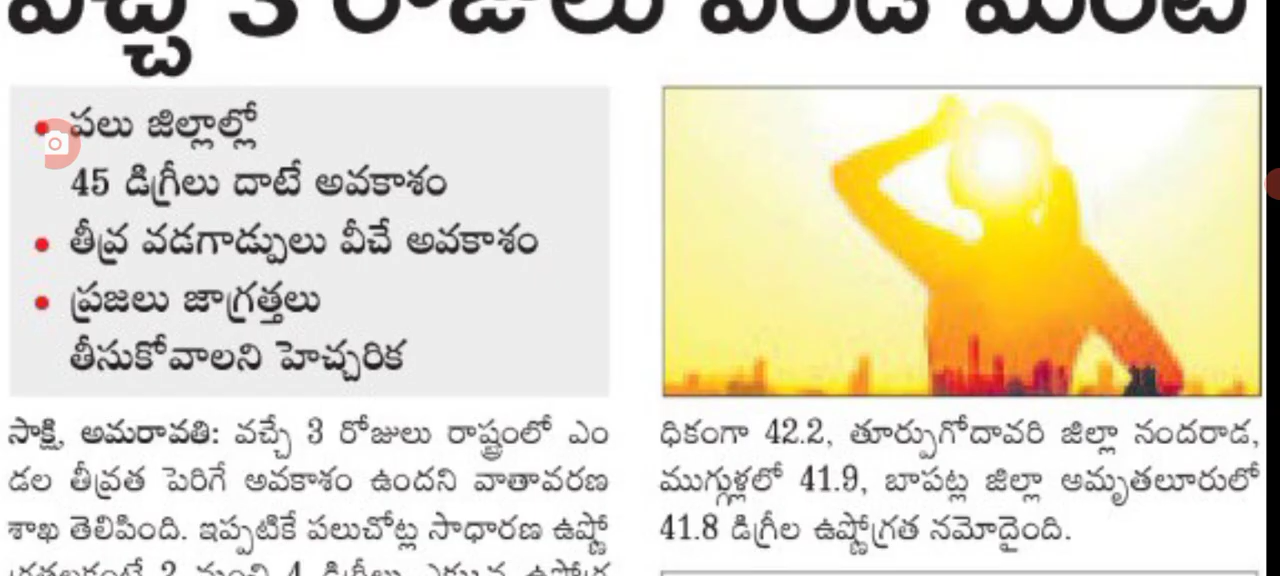 పలు జిల్లాల్లో
45 డిగ్రీలు దాటే అవకాశం
తీవ్ర వడగాడ్పులు వీచే అవకాశం
ప్రజలు జాగ్రత్తలు
తీసుకోవాలని హెచ్చరిక
సాక్షి, అమరావతి: వచ్చే 3 రోజులు రాష్ట్రంలో ఎం
డల తీవ్రత పెరిగే అవకాశం ఉందని వాతావరణ
శాఖ తెలిపింది. ఇప్పటికే పలుచోట్ల సాధారణ ఉష్ణో
ధికంగా 42.2, తూర్పుగోదావరి జిల్లా నందరాడ,
ముగ్గుళ్లలో 41.9, బాపట్ల జిల్లా అమృతలూరులో
41.8 డిగ్రీల ఉష్ణోగ్రత నమోదైంది.